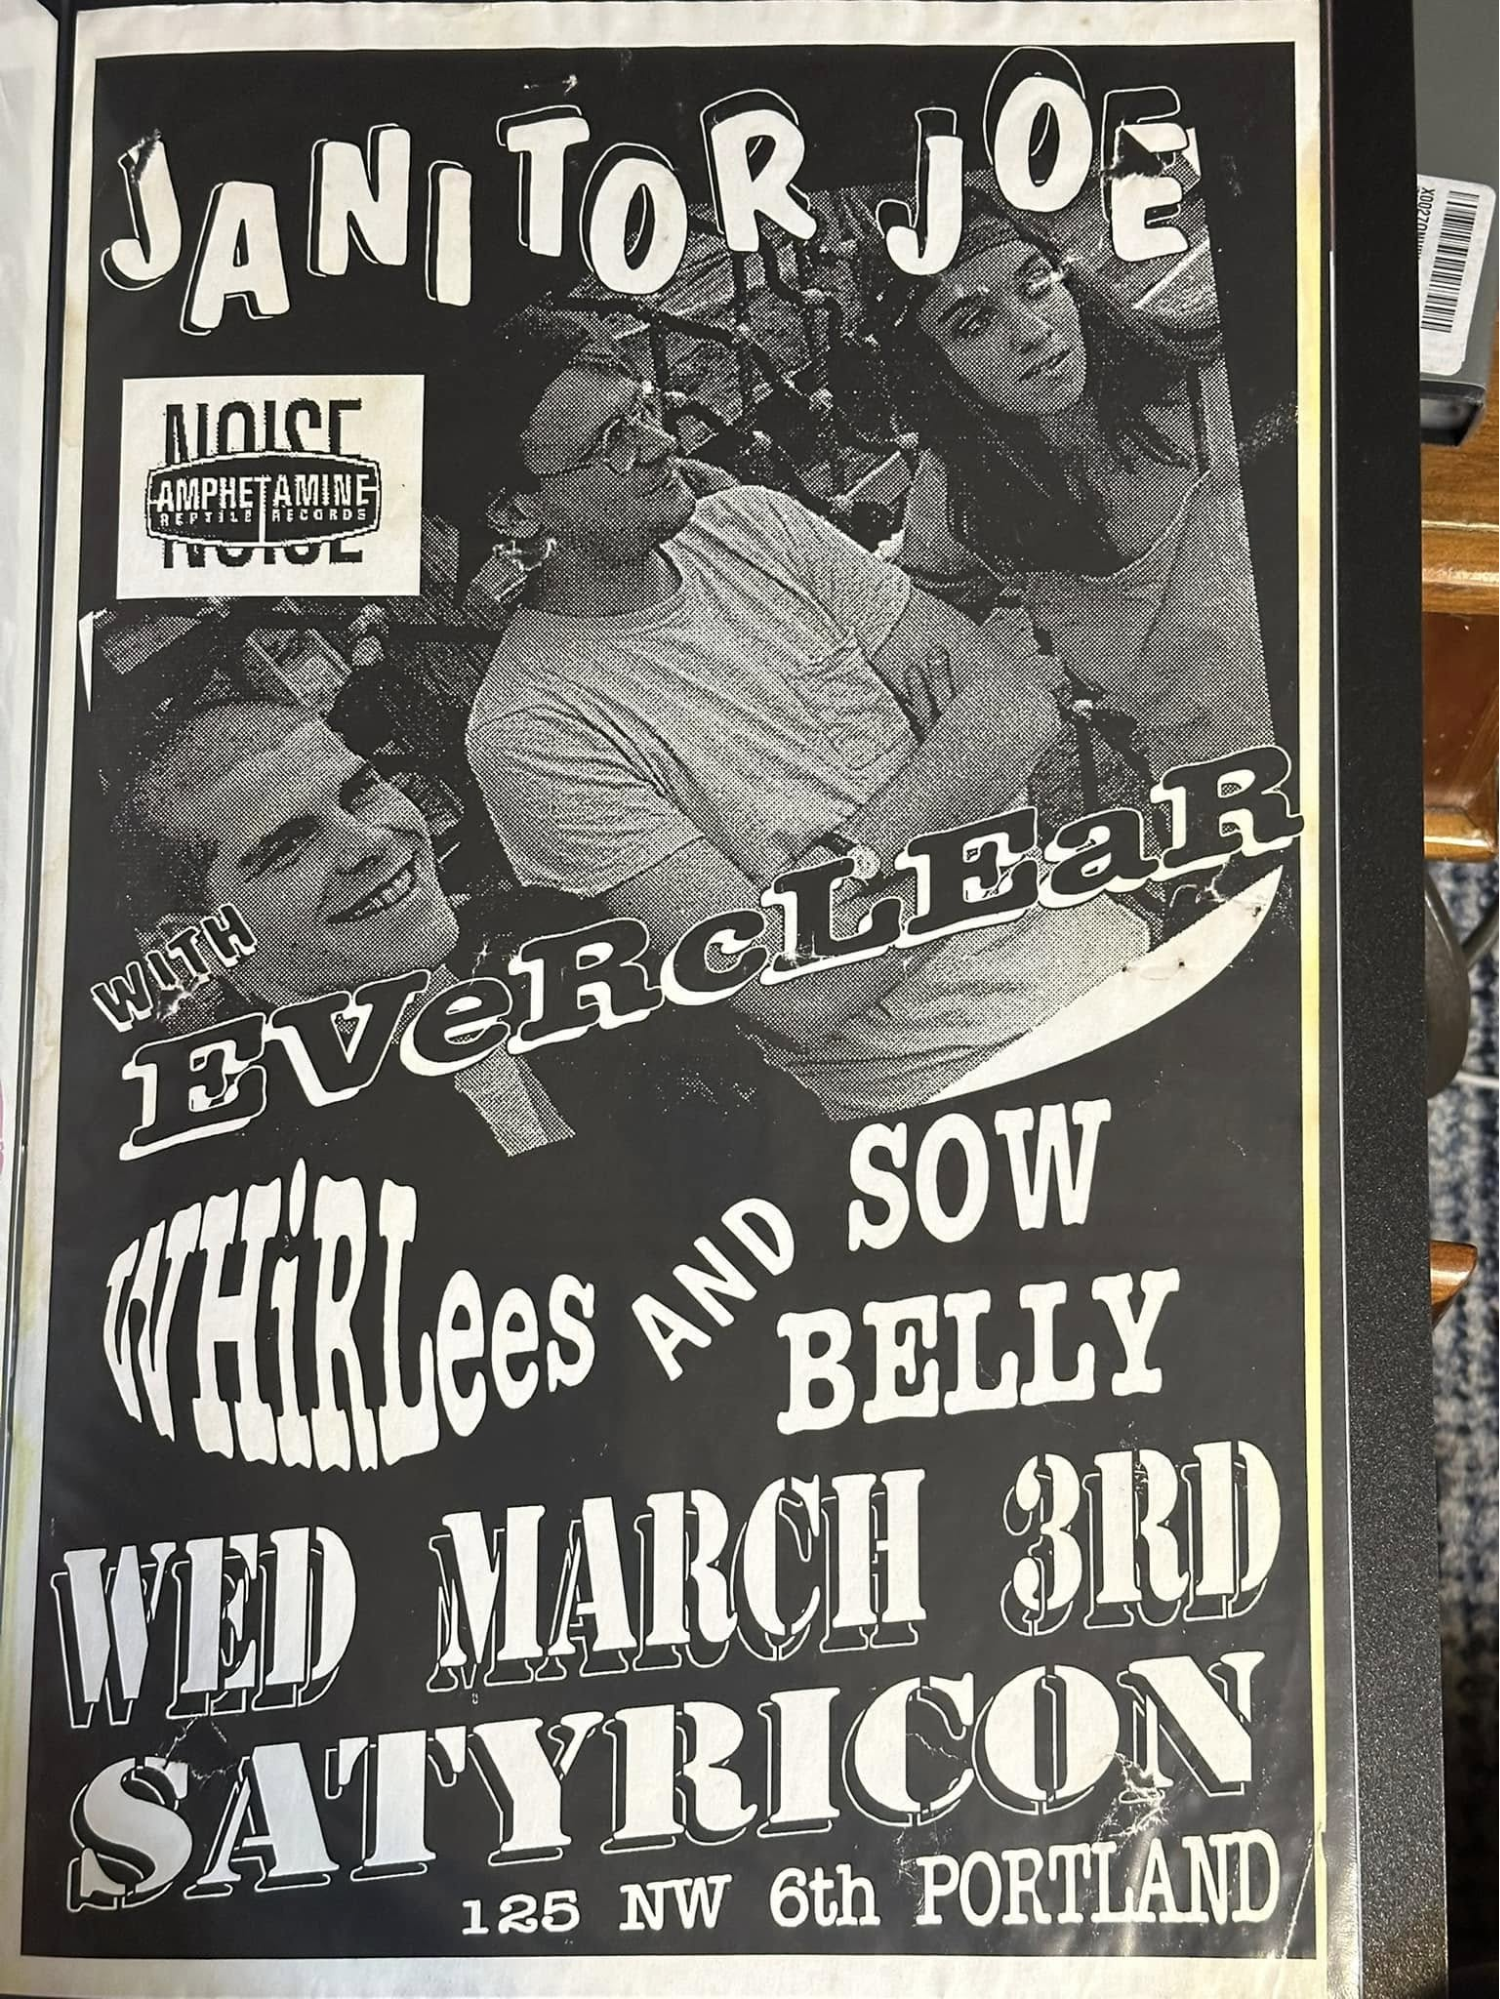 JANITOR JOE
NOISE
AMPHETAMINE
REPTILE RECORDS
NOISE
WITH
EVeRcLEaR
WHiRLees AND SOW
BELLY
WED MARCH 3RD
SATYRICON
125 NW 6th PORTLAND